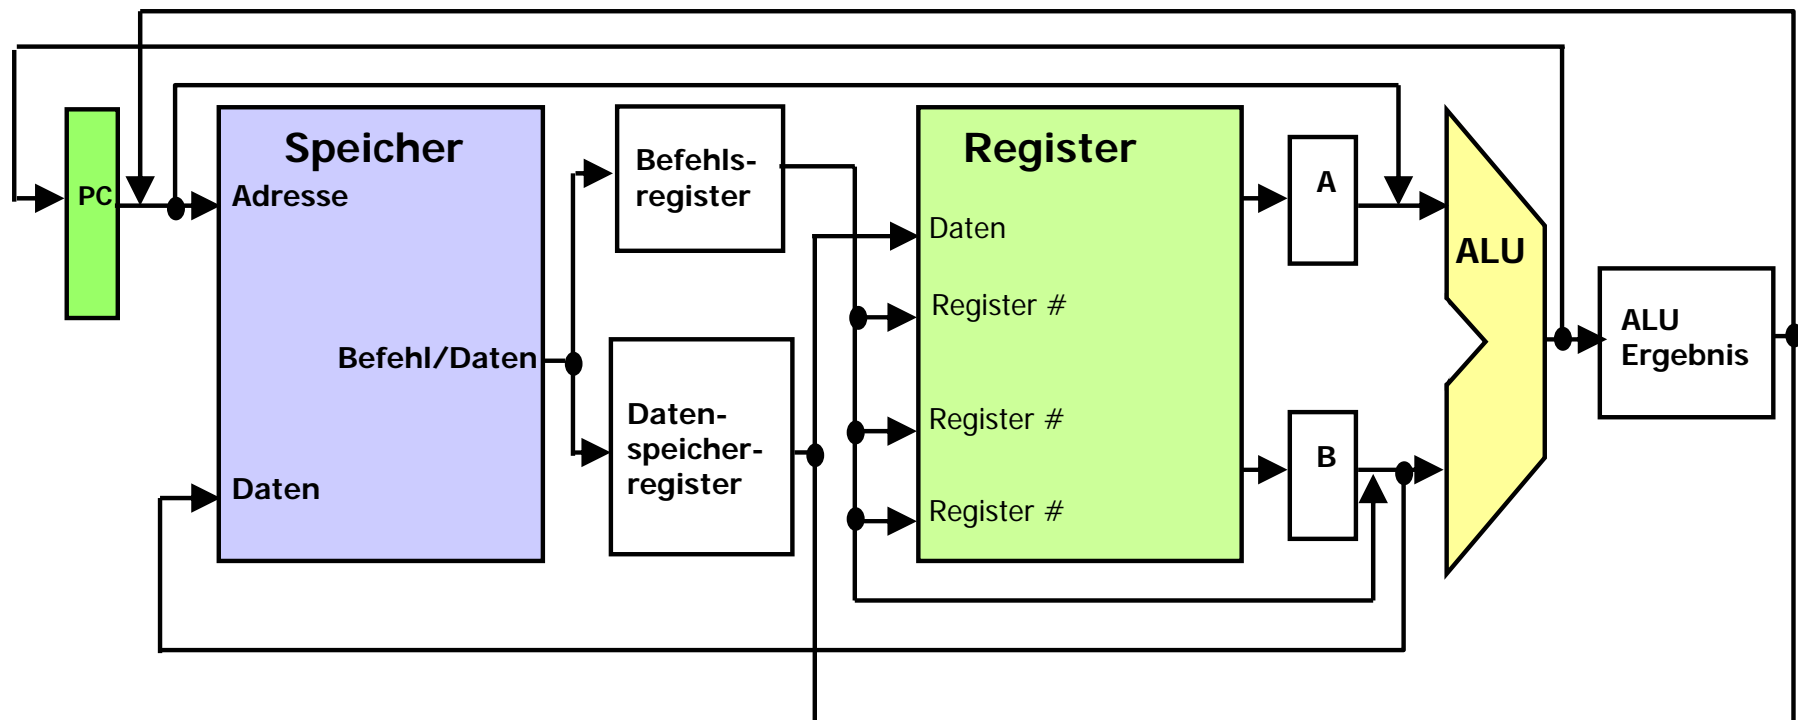 PC
Speicher
Adresse
Befehl/Daten
Daten
Befehls-
register
Daten-
speicher-
register
Register
Daten
Register #
Register #
Register #
A
B
ALU
ALU
Ergebnis